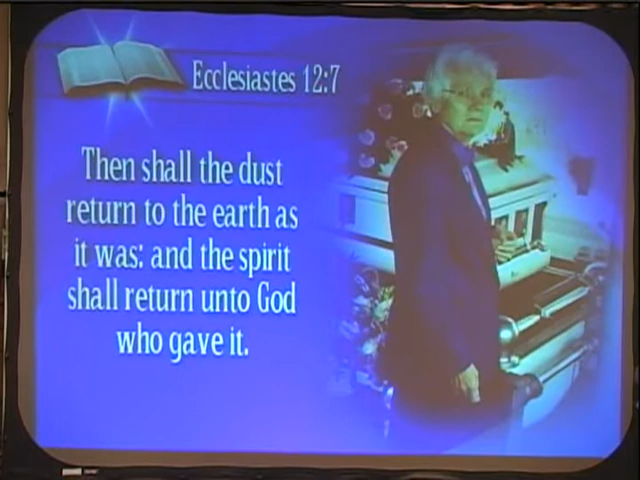 Ecclesiastes 12:7
Then shall the dust
return to the earth as
it was: and the spirit
shall return unto God
who gave it.